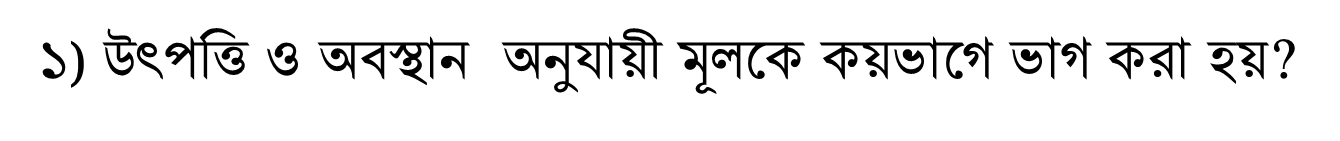 ১) উৎপত্তি ও অবস্থান অনুযায়ী মূলকে কয়ভাগে ভাগ করা হয়?